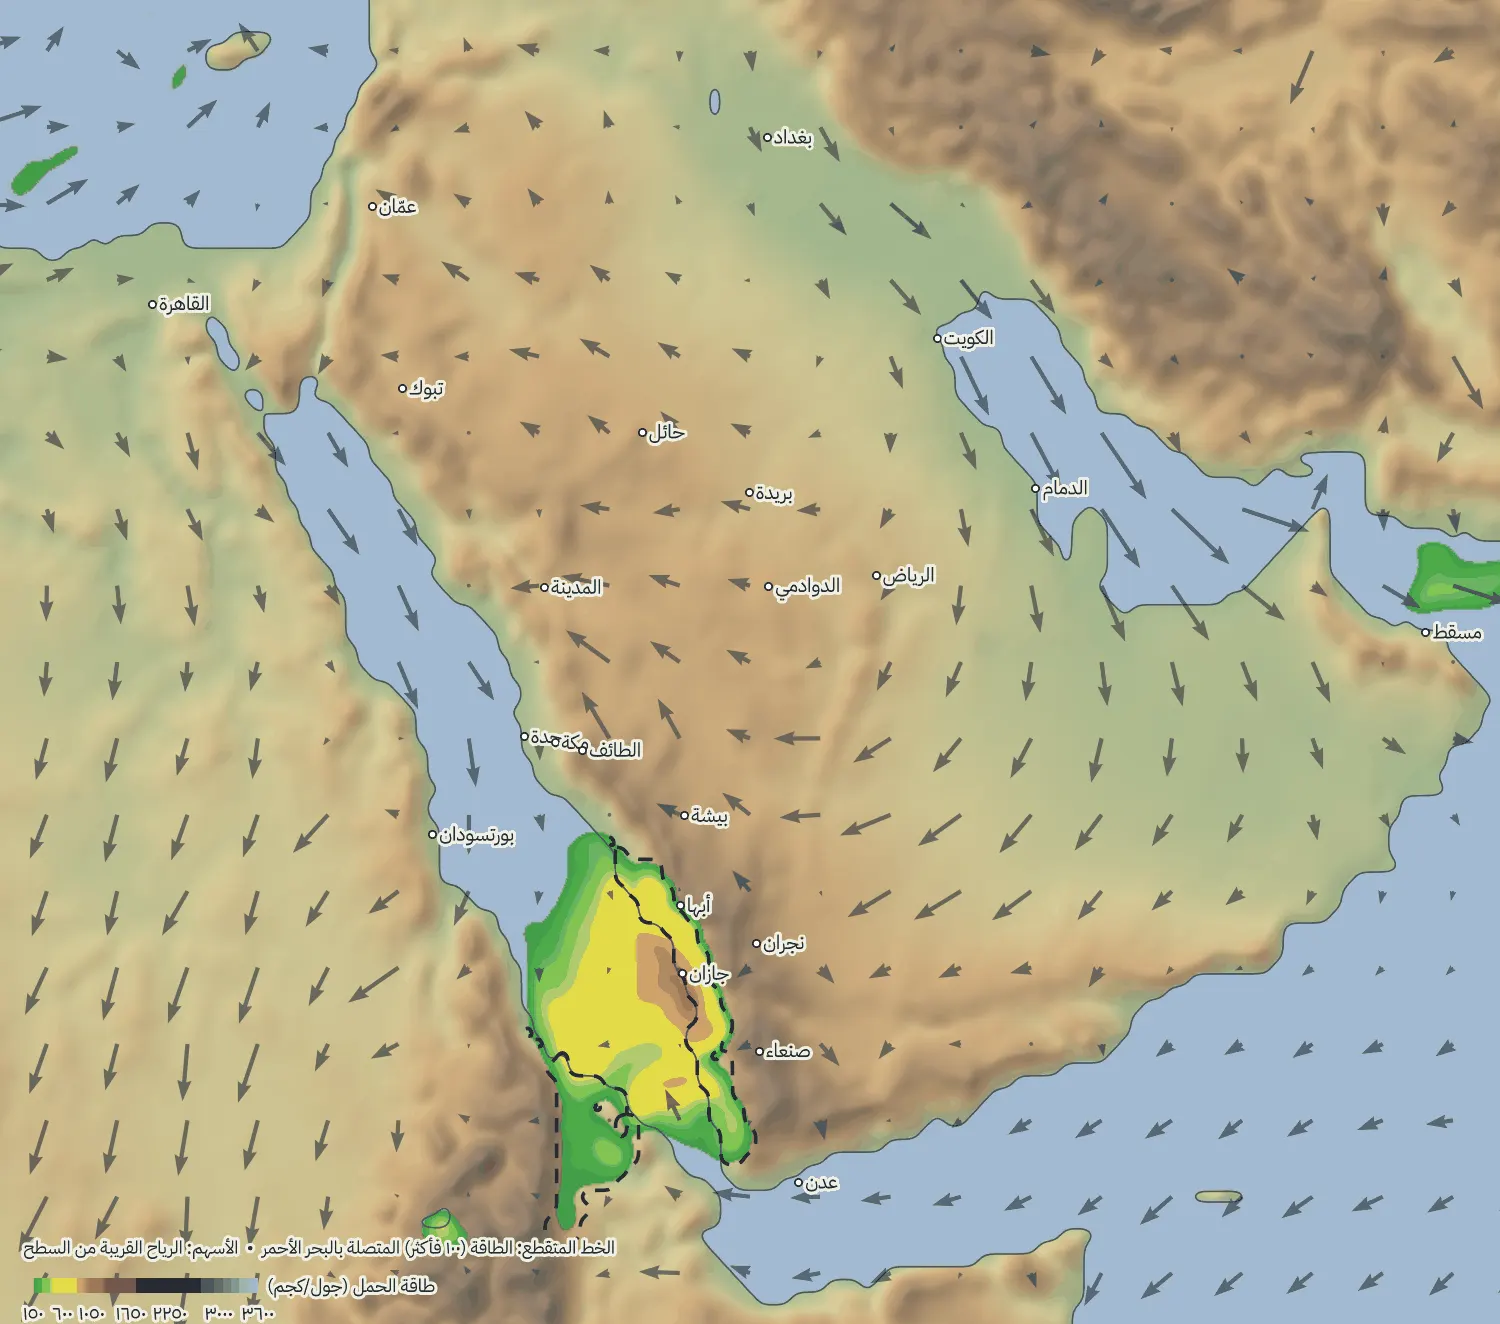 بغداد
عمّان
القاهرة
الكويت
تبوك
حائل
الدمام
بريدة
الرياض
الدوادمي
المدينة
مسقط
جدة
مكة
الطائف
بيشة
بورتسودان
أبها
نجران
جازان
صنعاء
عدن
الخط المتقطع: الطاقة (١٠٠ فأكثر) المتصلة بالبحر الأحمر • الأسهم: الرياح القريبة من السطح
طاقة الحمل (جول/كجم)
١٥٠ ٦٠٠ ١٠٥٠ ١٦٥٠ ٢٢٥٠ ٣٠٠٠ ٣٦٠٠